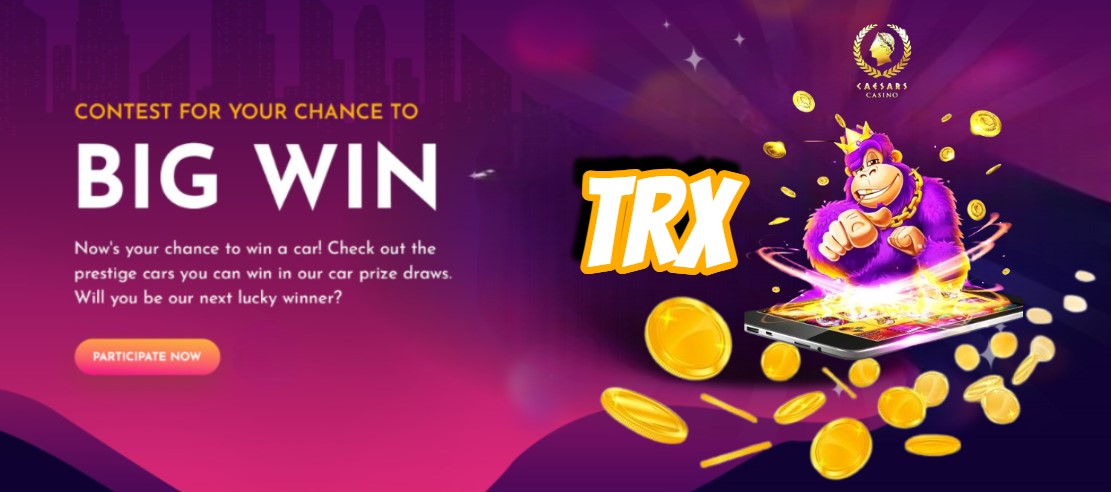 CONTEST FOR YOUR CHANCE TO
BIG WIN
Now's your chance to win a car! Check out the
prestige cars you can win in our car prize draws.
Will you be our next lucky winner?
PARTICIPATE NOW
TRX
CAESARS
CASINO